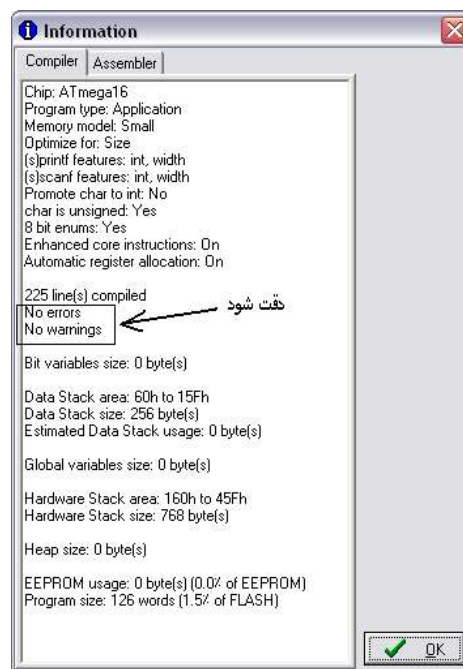 Information
Compiler
Assembler
Chip: ATmega16
Program type: Application
Memory model: Small
Optimize for: Size
(s)printf features: int, width
(s)scanf features: int, width
Promote char to int: No
char is unsigned: Yes
8 bit enums: Yes
Enhanced core instructions: On
Automatic register allocation: On
225 line(s) compiled
No errors
No warnings
دقت شود
Bit variables size: 0 byte(s)
Data Stack area: 60h to 15Fh
Data Stack size: 256 byte(s)
Estimated Data Stack usage: 0 byte(s)
Global variables size: 0 byte(s)
Hardware Stack area: 160h to 45Fh
Hardware Stack size: 768 byte(s)
Heap size: 0 byte(s)
EEPROM usage: 0 byte(s) (0.0% of EEPROM)
Program size: 126 words (1.5% of FLASH)
OK